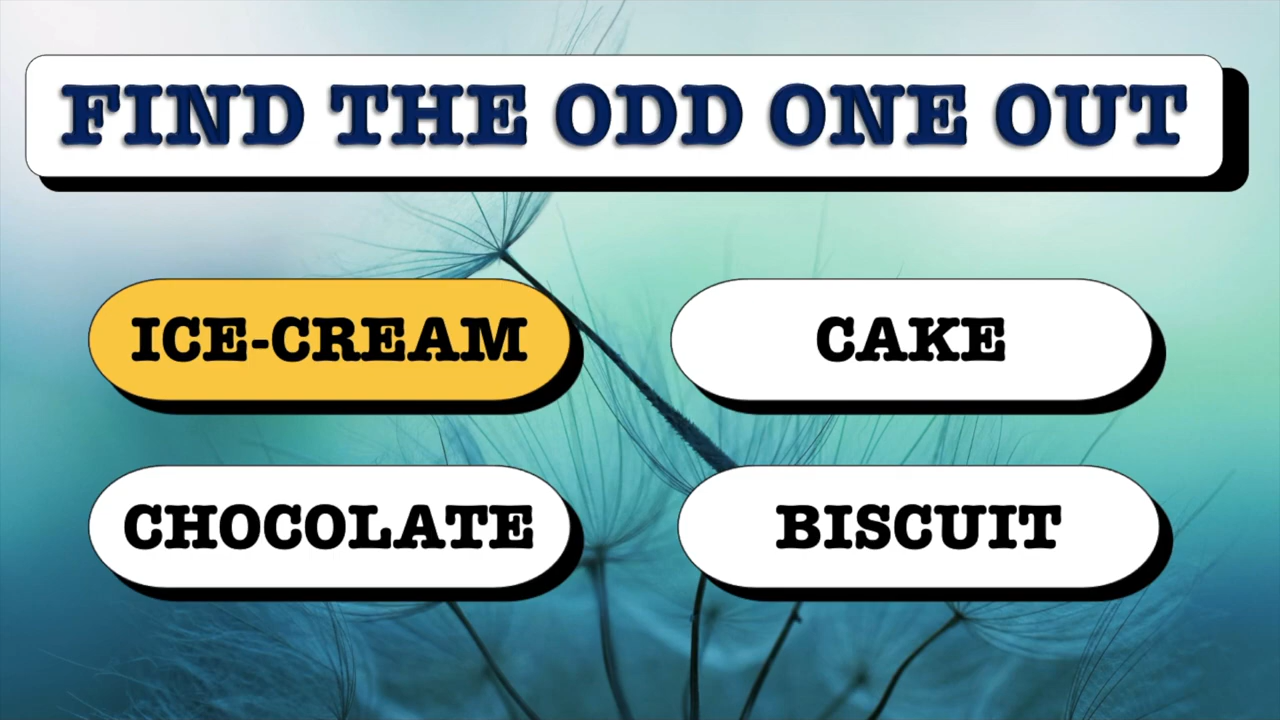 FIND THE ODD ONE OUT
ICE-CREAM
CAKE
CHOCOLATE
BISCUIT